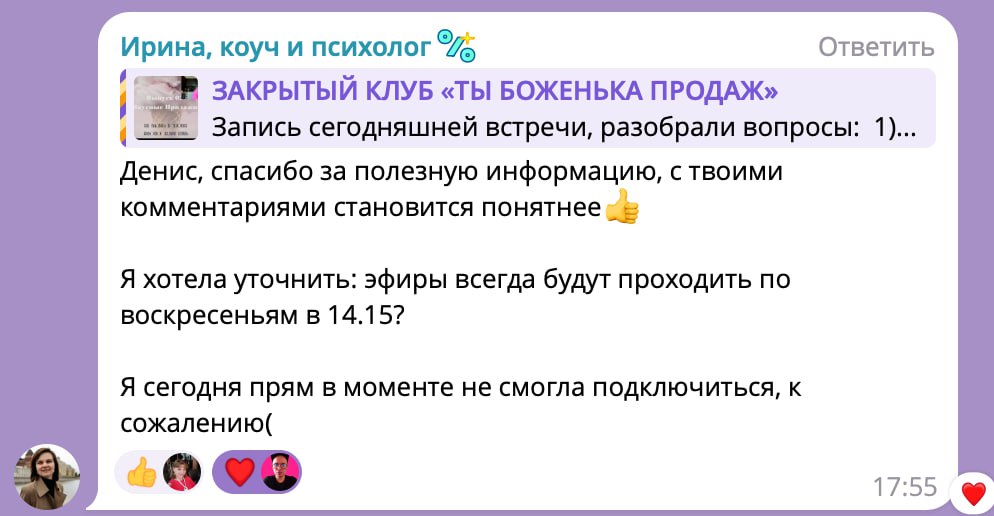 Ирина, коуч и психолог
Ответить
ЗАКРЫТЫЙ КЛУБ «ТЫ БОЖЕНЬКА ПРОДАЖ»
Запись сегодняшней встречи, разобрали вопросы: 1)...
Денис, спасибо за полезную информацию, с твоими
комментариями становится понятнее👍
Я хотела уточнить: эфиры всегда будут проходить по
воскресеньям в 14.15?
Я сегодня прям в моменте не смогла подключиться, к
сожалению(
17:55